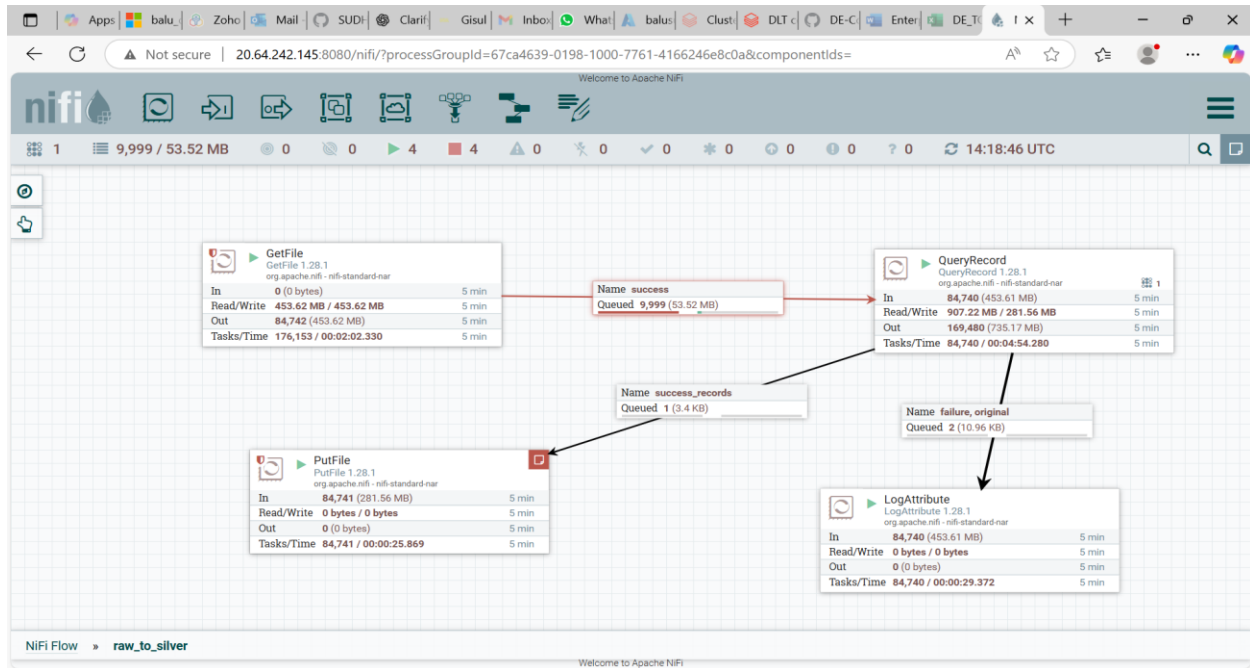 Apps
balu_
Zoho
Mail
SUDH
Clarif
Gisul
Inbox
What
balus
Clust
DLT c
DE-C
Enter
DE_TC
Not secure
20.64.242.145:8080/nifi/?processGroupId=67ca4639-0198-1000-7761-4166246e8c0a&componentIds=
Welcome to Apache NiFi
nifi
1
9,999 / 53.52 MB
0
0
4
4
0
0
0
0
0
0
? 0
14:18:46 UTC
GetFile
GetFile 1.28.1
org.apache.nifi - nifi-standard-nar
In 0 (0 bytes) 5 min
Read/Write 453.62 MB / 453.62 MB 5 min
Out 84,742 (453.62 MB) 5 min
Tasks/Time 176,153 / 00:02:02.330 5 min
Name success
Queued 9,999 (53.52 MB)
QueryRecord
QueryRecord 1.28.1
org.apache.nifi - nifi-standard-nar
1
In 84,740 (453.61 MB) 5 min
Read/Write 907.22 MB / 281.56 MB 5 min
Out 169,480 (735.17 MB) 5 min
Tasks/Time 84,740 / 00:04:54.280 5 min
Name success_records
Queued 1 (3.4 KB)
Name failure, original
Queued 2 (10.96 KB)
PutFile
PutFile 1.28.1
org.apache.nifi - nifi-standard-nar
In 84,741 (281.56 MB) 5 min
Read/Write 0 bytes / 0 bytes 5 min
Out 0 (0 bytes) 5 min
Tasks/Time 84,741 / 00:00:25.869 5 min
LogAttribute
LogAttribute 1.28.1
org.apache.nifi - nifi-standard-nar
In 84,740 (453.61 MB) 5 min
Read/Write 0 bytes / 0 bytes 5 min
Out 0 (0 bytes) 5 min
Tasks/Time 84,740 / 00:00:29.372 5 min
NiFi Flow » raw_to_silver
Welcome to Apache NiFi